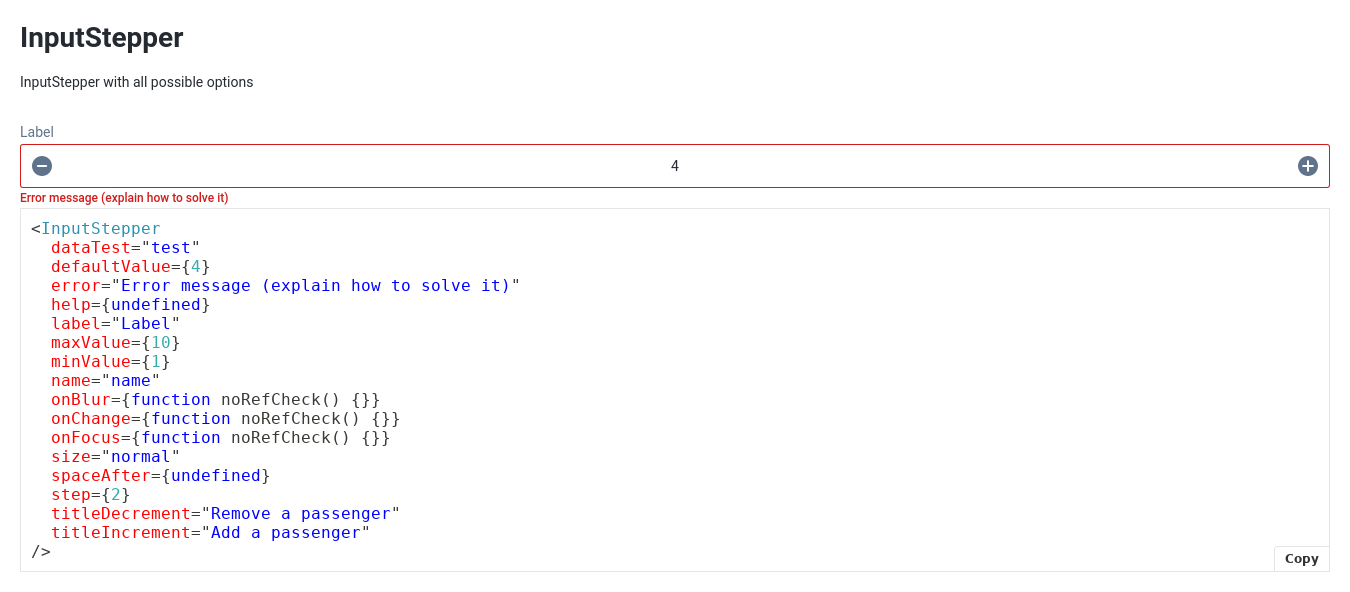 InputStepper
InputStepper with all possible options
Label
4
Error message (explain how to solve it)
<InputStepper
  dataTest="test"
  defaultValue={4}
  error="Error message (explain how to solve it)"
  help={undefined}
  label="Label"
  maxValue={10}
  minValue={1}
  name="name"
  onBlur={function noRefCheck() {}}
  onChange={function noRefCheck() {}}
  onFocus={function noRefCheck() {}}
  size="normal"
  spaceAfter={undefined}
  step={2}
  titleDecrement="Remove a passenger"
  titleIncrement="Add a passenger"
/>
Copy